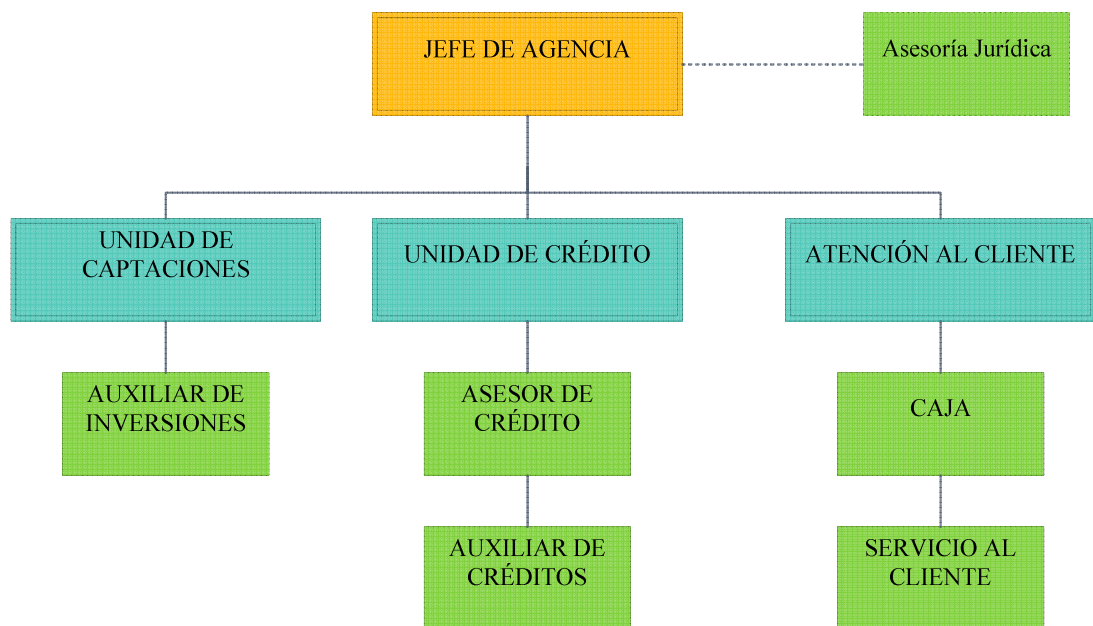 JEFE DE AGENCIA
Asesoría Jurídica
UNIDAD DE
CAPTACIONES
UNIDAD DE CRÉDITO
ATENCIÓN AL CLIENTE
AUXILIAR DE
INVERSIONES
ASESOR DE
CRÉDITO
CAJA
AUXILIAR DE
CRÉDITOS
SERVICIO AL
CLIENTE